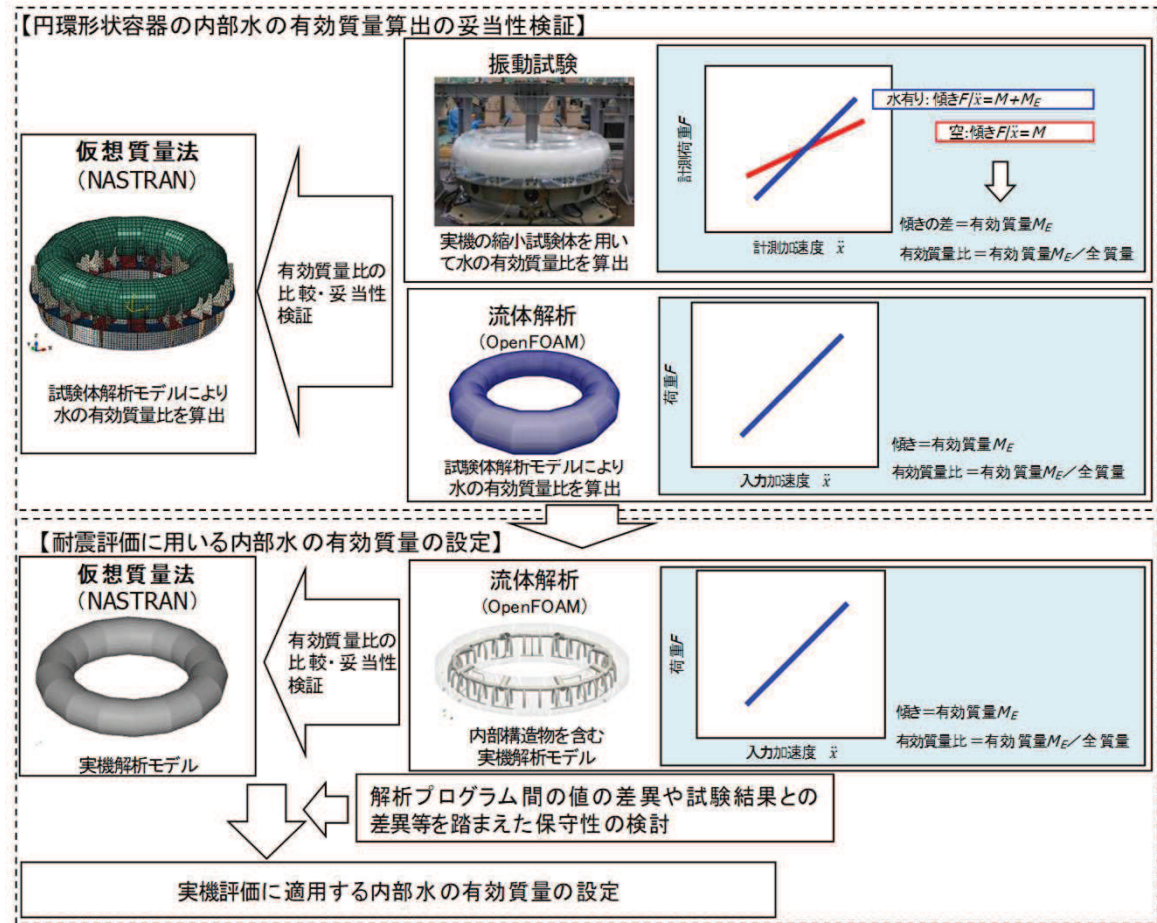 【円環形状容器の内部水の有効質量算出の妥当性検証】
仮想質量法
(NASTRAN)
試験体解析モデルにより
水の有効質量比を算出
有効質量比の
比較・妥当性
検証
振動試験
実機の縮小試験体を用い
て水の有効質量比を算出
計測荷重F
計測加速度 ẍ
水有り:傾きF/ẍ=M+M_E
空:傾きF/ẍ=M
傾きの差=有効質量M_E
有効質量比=有効質量M_E/全質量
流体解析
(OpenFOAM)
試験体解析モデルにより
水の有効質量比を算出
荷重F
入力加速度 ẍ
傾き=有効質量M_E
有効質量比=有効質量M_E/全質量
【耐震評価に用いる内部水の有効質量の設定】
仮想質量法
(NASTRAN)
実機解析モデル
有効質量比の
比較・妥当性
検証
流体解析
(OpenFOAM)
内部構造物を含む
実機解析モデル
荷重F
入力加速度 ẍ
傾き=有効質量M_E
有効質量比=有効質量M_E/全質量
解析プログラム間の値の差異や試験結果との
差異等を踏まえた保守性の検討
実機評価に適用する内部水の有効質量の設定